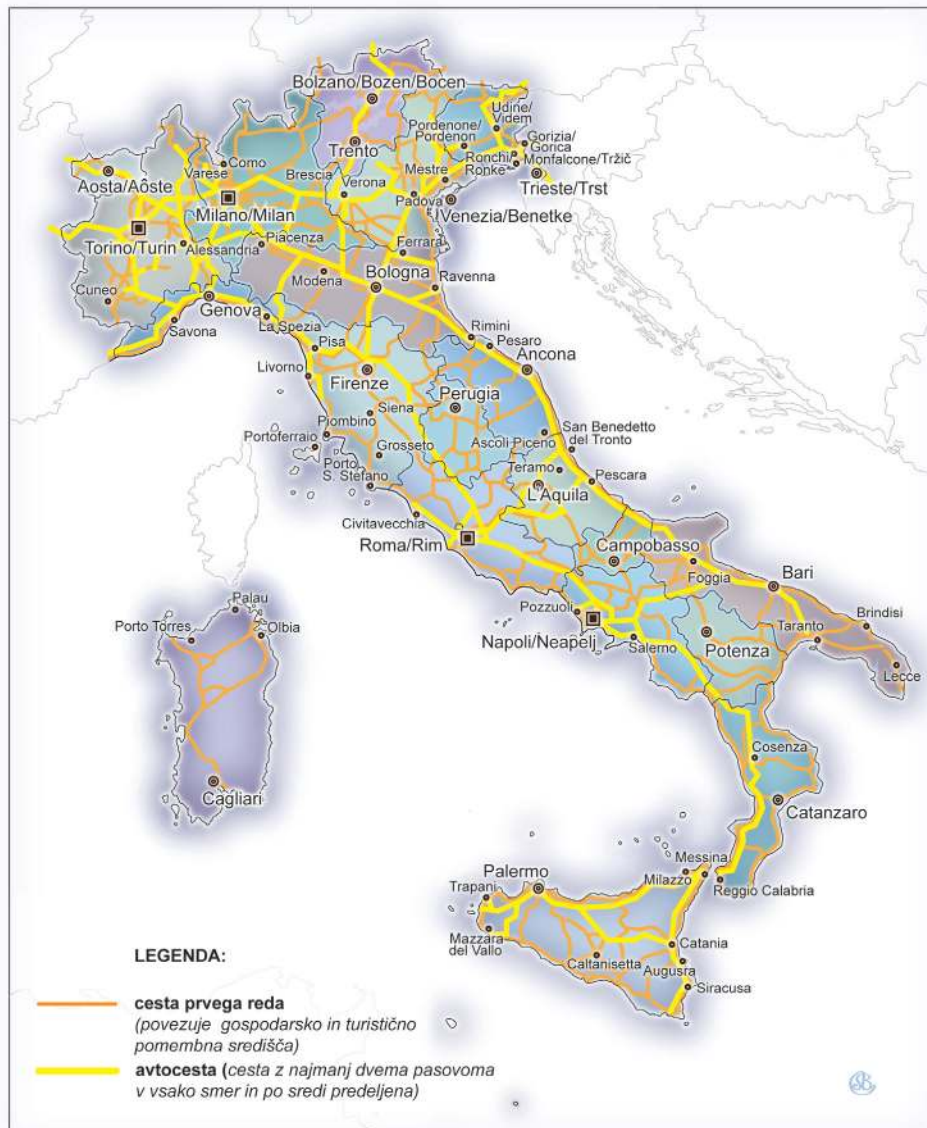 Bolzano/Bozen/Bocen
Udine/
Videm
Pordenone/
Pordenon
Gorizia/
Gorica
Trento
Ronchi/
Ronke
Monfalcone/Tržič
Como
Varese
Mestre
Aosta/Aôste
Brescia
Verona
Trieste/Trst
Padova
Milano/Milan
Venezia/Benetke
Torino/Turin
Piacenza
Alessandria
Ferrara
Modena
Bologna
Ravenna
Cuneo
Genova
La Spezia
Savona
Rimini
Pisa
Pesaro
Ancona
Livorno
Firenze
Perugia
Siena
Piombino
San Benedetto
del Tronto
Portoferraio
Ascoli Piceno
Grosseto
Porto
S. Stefano
Teramo
Pescara
L'Aquila
Civitavecchia
Roma/Rim
Campobasso
Foggia
Bari
Palau
Pozzuoli
Brindisi
Porto Torres
Olbia
Taranto
Napoli/Neapelj
Salerno
Potenza
Lecce
Cosenza
Cagliari
Catanzaro
Messina
Palermo
Milazzo
Trapani
Reggio Calabria
Mazzara
del Vallo
Catania
Caltanisetta
Augusra
Siracusa
LEGENDA:
cesta prvega reda
(povezuje gospodarsko in turistično
pomembna središča)
avtocesta (cesta z najmanj dvema pasovoma
v vsako smer in po sredi predeljena)